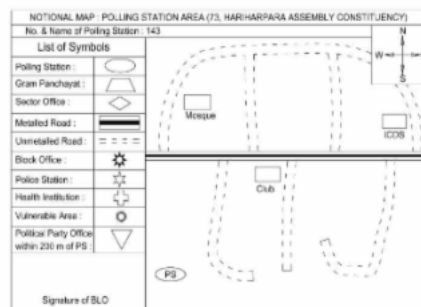 NOTIONAL MAP : POLLING STATION AREA (73, HARIHARPARA ASSEMBLY CONSTITUENCY)
No. & Name of Polling Station : 143
List of Symbols
Polling Station :
Gram Panchayat :
Sector Office :
Metalled Road :
Unmetalled Road :
Block Office :
Police Station :
Health Institution :
Vulnerable Area :
Political Party Office
within 200 m of PS :
Signature of BLO
N
W
S
Mosque
ICDS
Club
PS